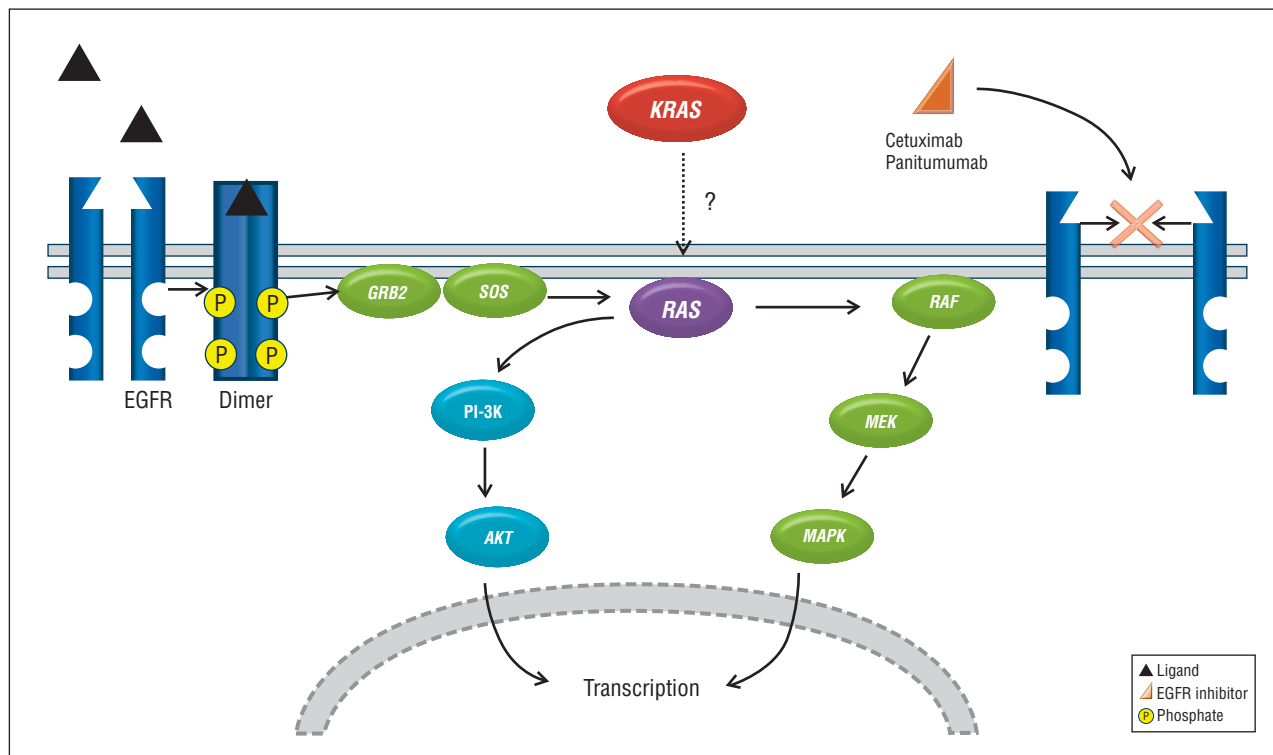 KRAS
Cetuximab
Panitumumab
?
P
P
P
P
GRB2
SOS
RAS
RAF
EGFR
Dimer
PI-3K
MEK
AKT
MAPK
Transcription
Ligand
EGFR inhibitor
P Phosphate